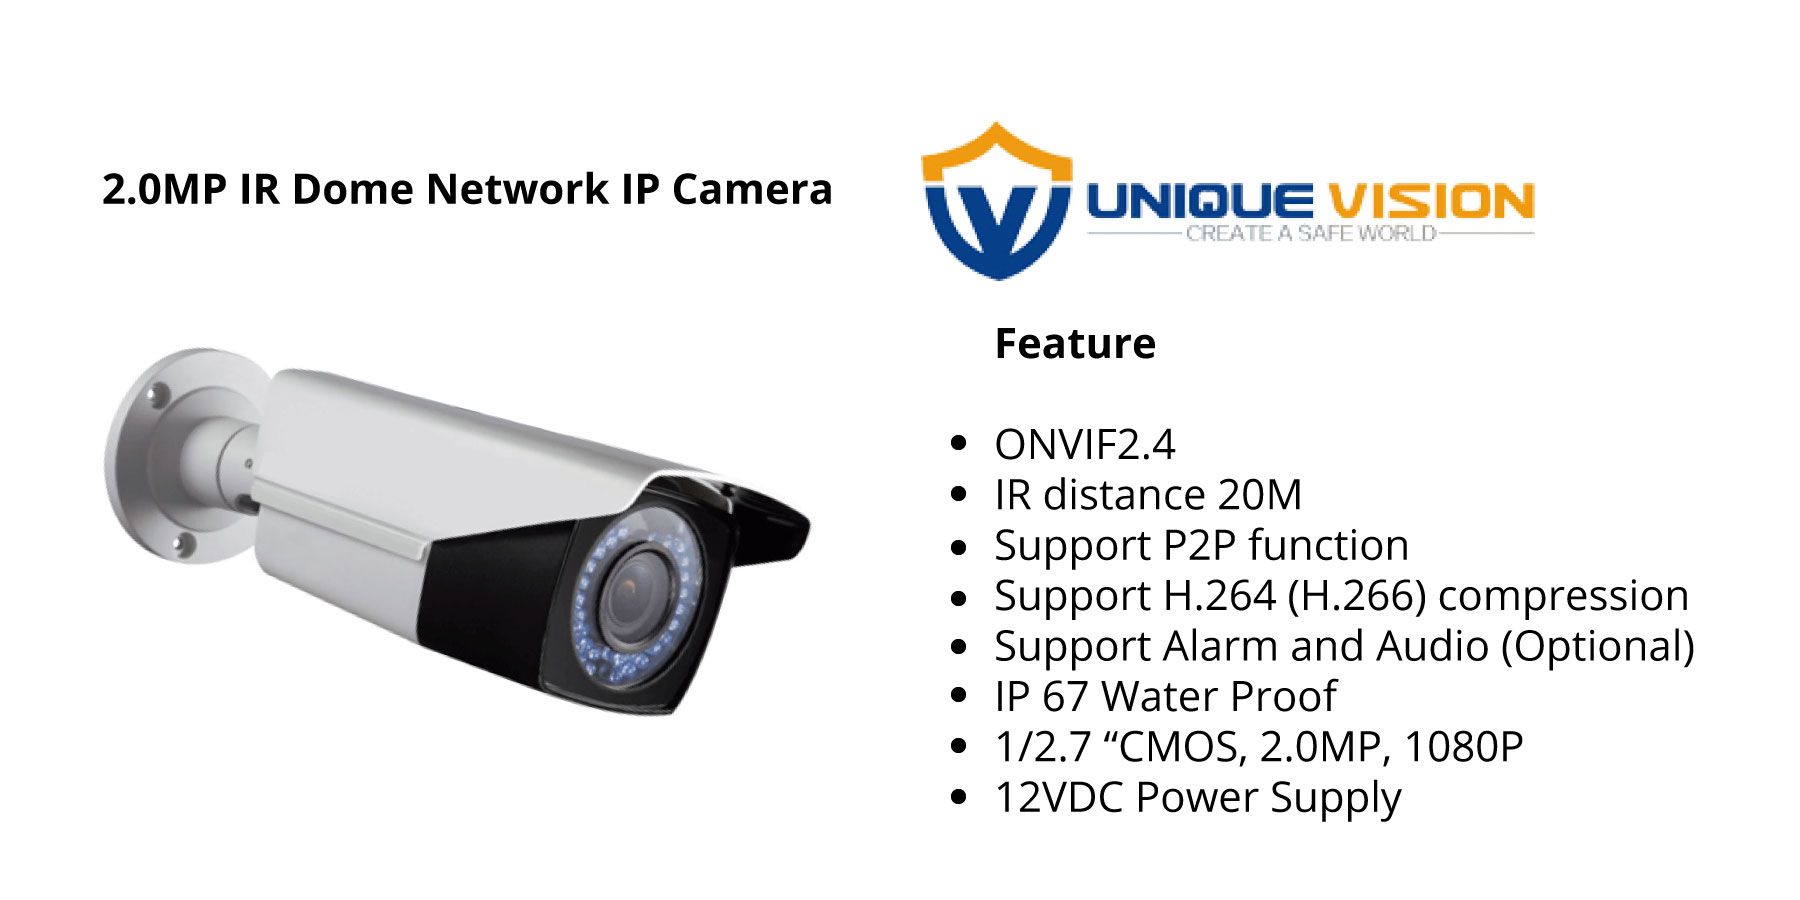 2.0MP IR Dome Network IP Camera
UNIQUE VISION
CREATE A SAFE WORLD
Feature
• ONVIF2.4
• IR distance 20M
• Support P2P function
• Support H.264 (H.266) compression
• Support Alarm and Audio (Optional)
• IP 67 Water Proof
• 1/2.7 “CMOS, 2.0MP, 1080P
• 12VDC Power Supply